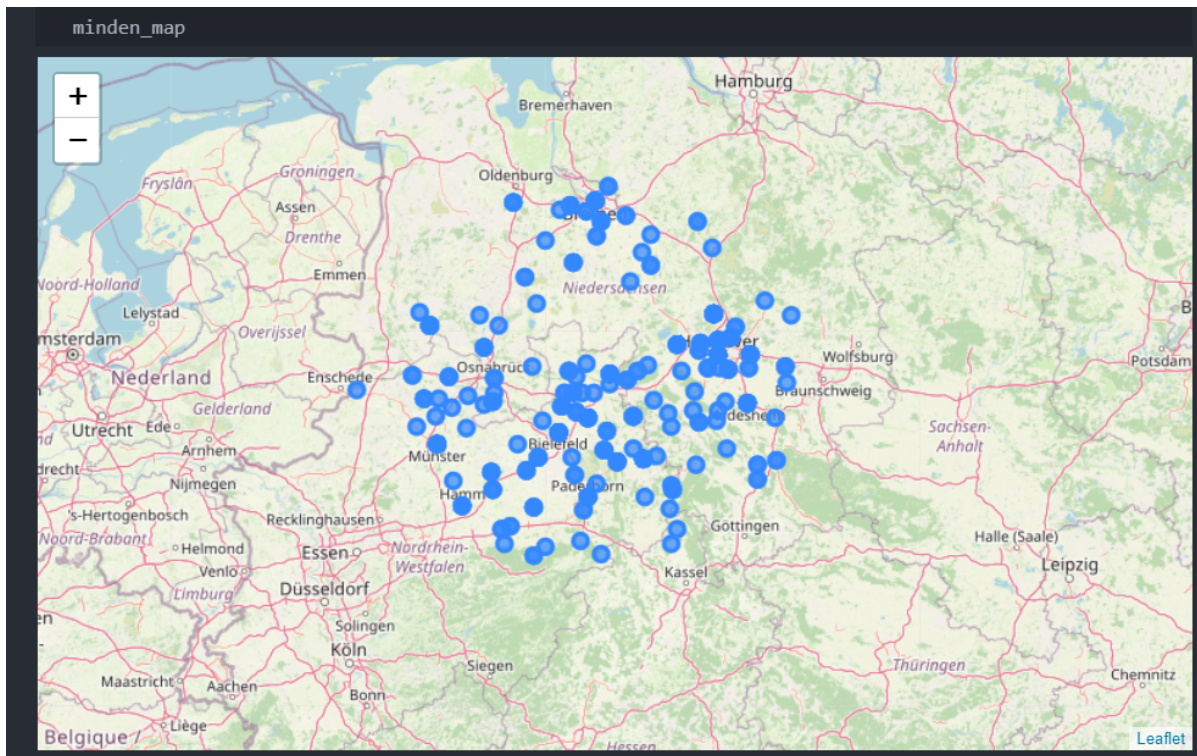 minden_map
+
−
Hamburg
Bremerhaven
Groningen
Fryslân
Oldenburg
Assen
Drenthe
Emmen
Noord-Holland
Niedersachsen
Lelystad
Overijssel
msterdam
Wolfsburg
Potsdam
Enschede
Osnabrüc
Nederland
Braunschweig
Gelderland
desheim
Utrecht
Ede
Sachsen-
Anhalt
Arnhem
Bielefeld
Münster
drecht
Nijmegen
Hamm
Paderborn
's-Hertogenbosch
Recklinghausen
Göttingen
Noord-Brabant
Halle (Saale)
Helmond
Essen
Nordrhein-
Westfalen
Leipzig
Venlo
Kassel
Düsseldorf
Limburg
Solingen
Köln
Siegen
Thüringen
Maastricht
Aachen
Chemnitz
Bonn
Liège
Belgique /
Hessen
Leaflet